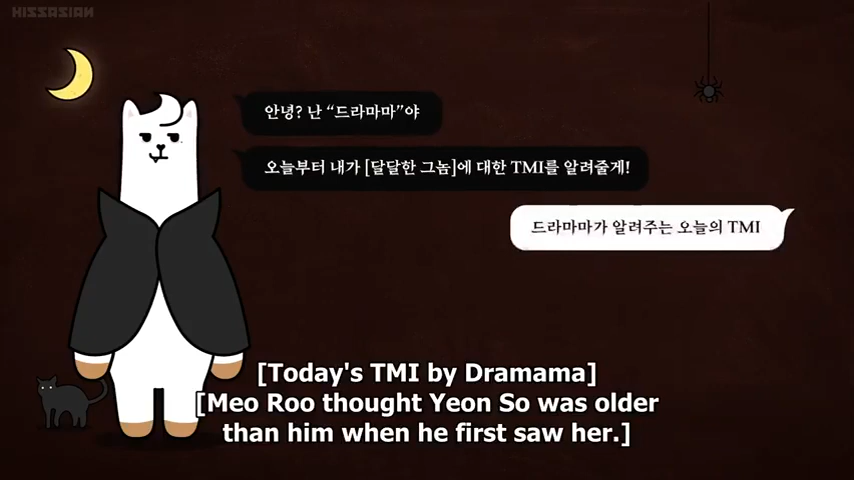 HISSASIAN
안녕? 난 “드라마마”야
오늘부터 내가 [달달한 그놈]에 대한 TMI를 알려줄게!
드라마마가 알려주는 오늘의 TMI
[Today's TMI by Dramama]
[Meo Roo thought Yeon So was older
than him when he first saw her.]